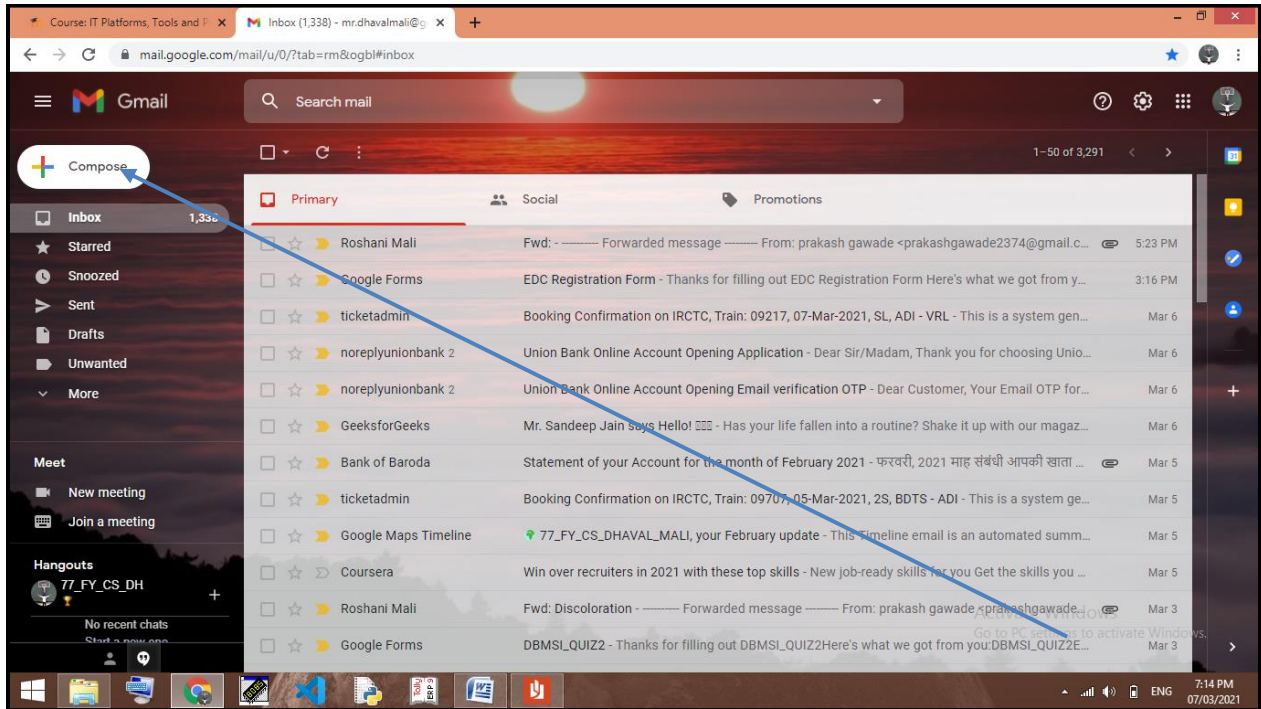 Course: IT Platforms, Tools and P
Inbox (1,338) - mr.dhavalmali@g
mail.google.com/mail/u/0/?tab=rm&ogbl#inbox
Gmail
Search mail
Compose
1–50 of 3,291
Primary
Social
Promotions
Inbox 1,338
Starred
Snoozed
Sent
Drafts
Unwanted
More
Roshani Mali Fwd: - ---------- Forwarded message --------- From: prakash gawade <prakashgawade2374@gmail.c... 5:23 PM
Google Forms EDC Registration Form - Thanks for filling out EDC Registration Form Here's what we got from y... 3:16 PM
ticketadmin Booking Confirmation on IRCTC, Train: 09217, 07-Mar-2021, SL, ADI - VRL - This is a system gen... Mar 6
noreplyunionbank 2 Union Bank Online Account Opening Application - Dear Sir/Madam, Thank you for choosing Unio... Mar 6
noreplyunionbank 2 Union Bank Online Account Opening Email verification OTP - Dear Customer, Your Email OTP for... Mar 6
GeeksforGeeks Mr. Sandeep Jain says Hello! - Has your life fallen into a routine? Shake it up with our magaz... Mar 6
Bank of Baroda Statement of your Account for the month of February 2021 - फरवरी, 2021 माह संबंधी आपकी खाता ... Mar 5
ticketadmin Booking Confirmation on IRCTC, Train: 09707, 05-Mar-2021, 2S, BDTS - ADI - This is a system ge... Mar 5
Google Maps Timeline 77_FY_CS_DHAVAL_MALI, your February update - This Timeline email is an automated summ... Mar 5
Coursera Win over recruiters in 2021 with these top skills - New job-ready skills for you Get the skills you ... Mar 5
Roshani Mali Fwd: Discoloration - ---------- Forwarded message --------- From: prakash gawade <prakashgawade... Mar 3
Google Forms DBMSI_QUIZ2 - Thanks for filling out DBMSI_QUIZ2Here's what we got from you:DBMSI_QUIZ2E... Mar 3
Meet
New meeting
Join a meeting
Hangouts
77_FY_CS_DH
No recent chats
Start a new one
Activate Windows
Go to PC settings to activate Windows.
31
Tally
ERP 9
ENG
7:14 PM
07/03/2021